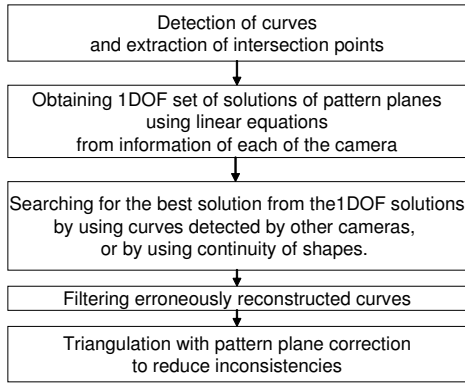 Detection of curves
and extraction of intersection points
Obtaining 1DOF set of solutions of pattern planes
using linear equations
from information of each of the camera
Searching for the best solution from the1DOF solutions
by using curves detected by other cameras,
or by using continuity of shapes.
Filtering erroneously reconstructed curves
Triangulation with pattern plane correction
to reduce inconsistencies